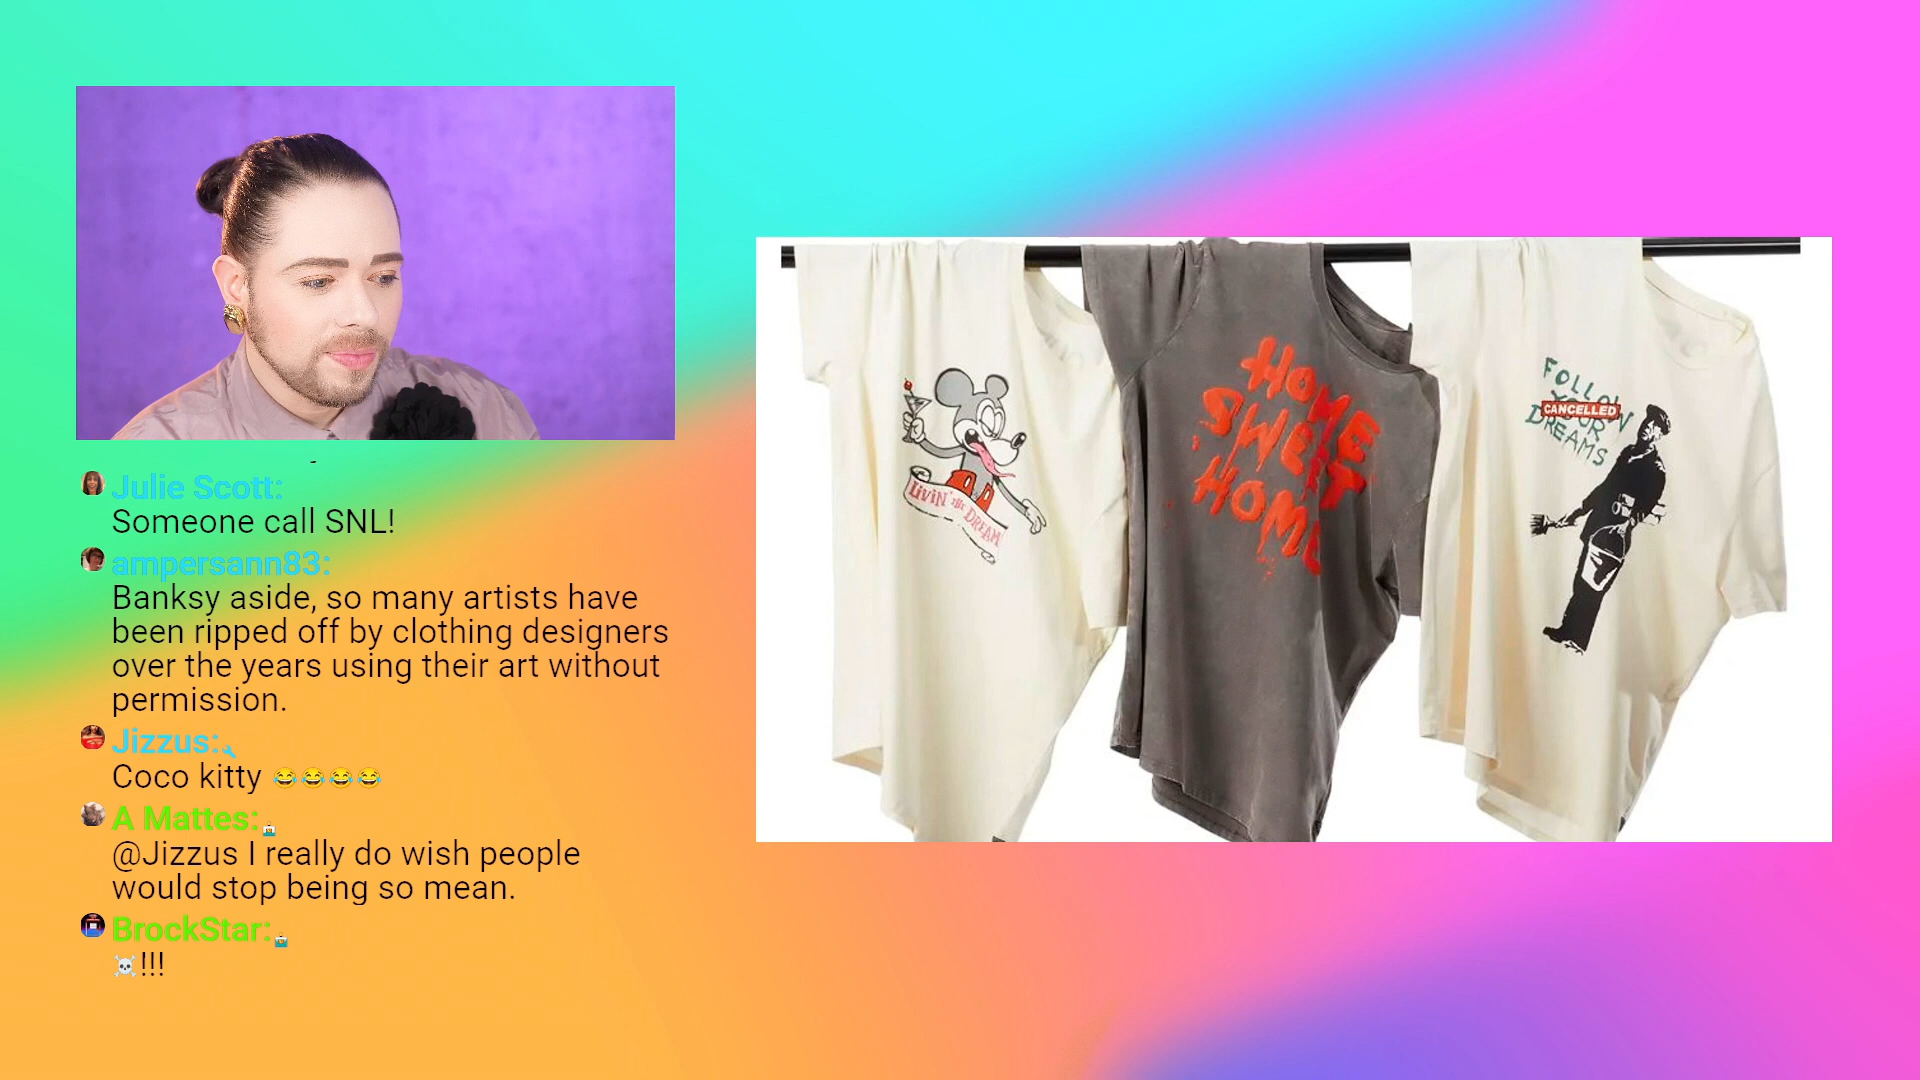 Julie Scott:
Someone call SNL!
ampersann83:
Banksy aside, so many artists have
been ripped off by clothing designers
over the years using their art without
permission.
Jizzus:
Coco kitty 😂😂😂😂
A Mattes:
@Jizzus I really do wish people
would stop being so mean.
BrockStar:
☠️!!!
LIVIN' THE DREAM
HOME
SWEET
HOME
FOLLOW
YOUR
CANCELLED
DREAMS